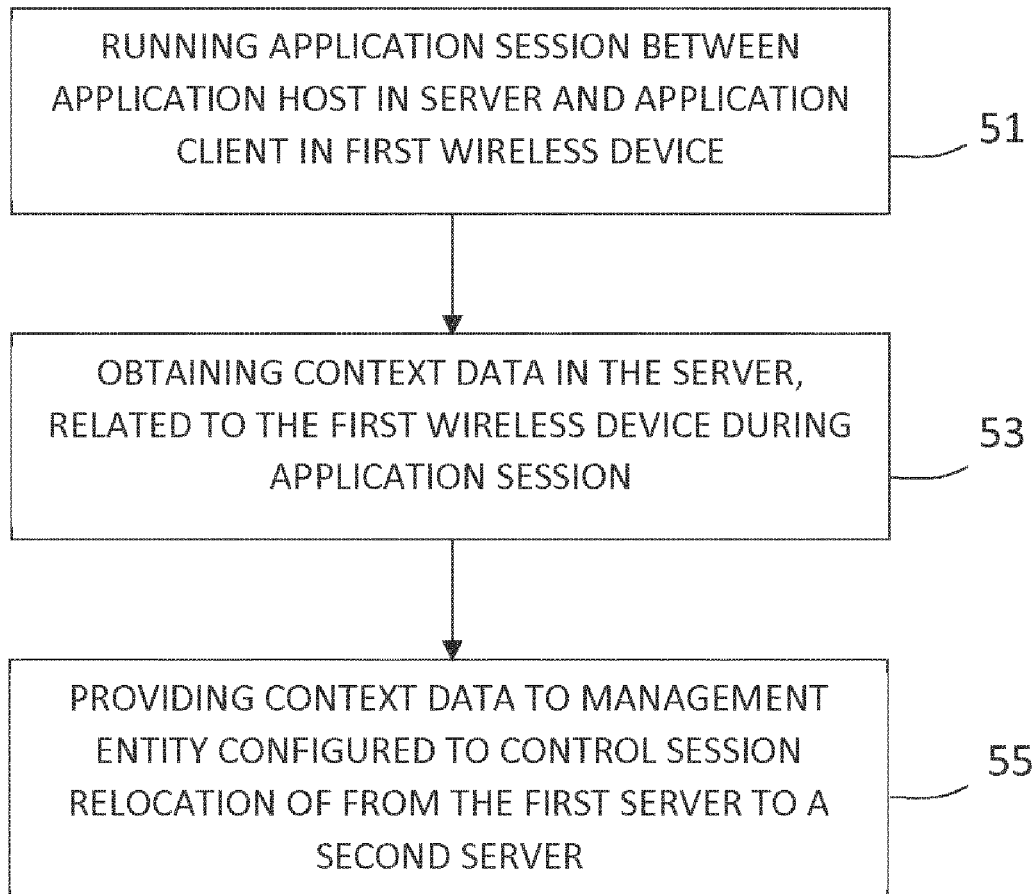 RUNNING APPLICATION SESSION BETWEEN
APPLICATION HOST IN SERVER AND APPLICATION
CLIENT IN FIRST WIRELESS DEVICE
51
OBTAINING CONTEXT DATA IN THE SERVER,
RELATED TO THE FIRST WIRELESS DEVICE DURING
APPLICATION SESSION
53
PROVIDING CONTEXT DATA TO MANAGEMENT
ENTITY CONFIGURED TO CONTROL SESSION
RELOCATION OF FROM THE FIRST SERVER TO A
SECOND SERVER
55